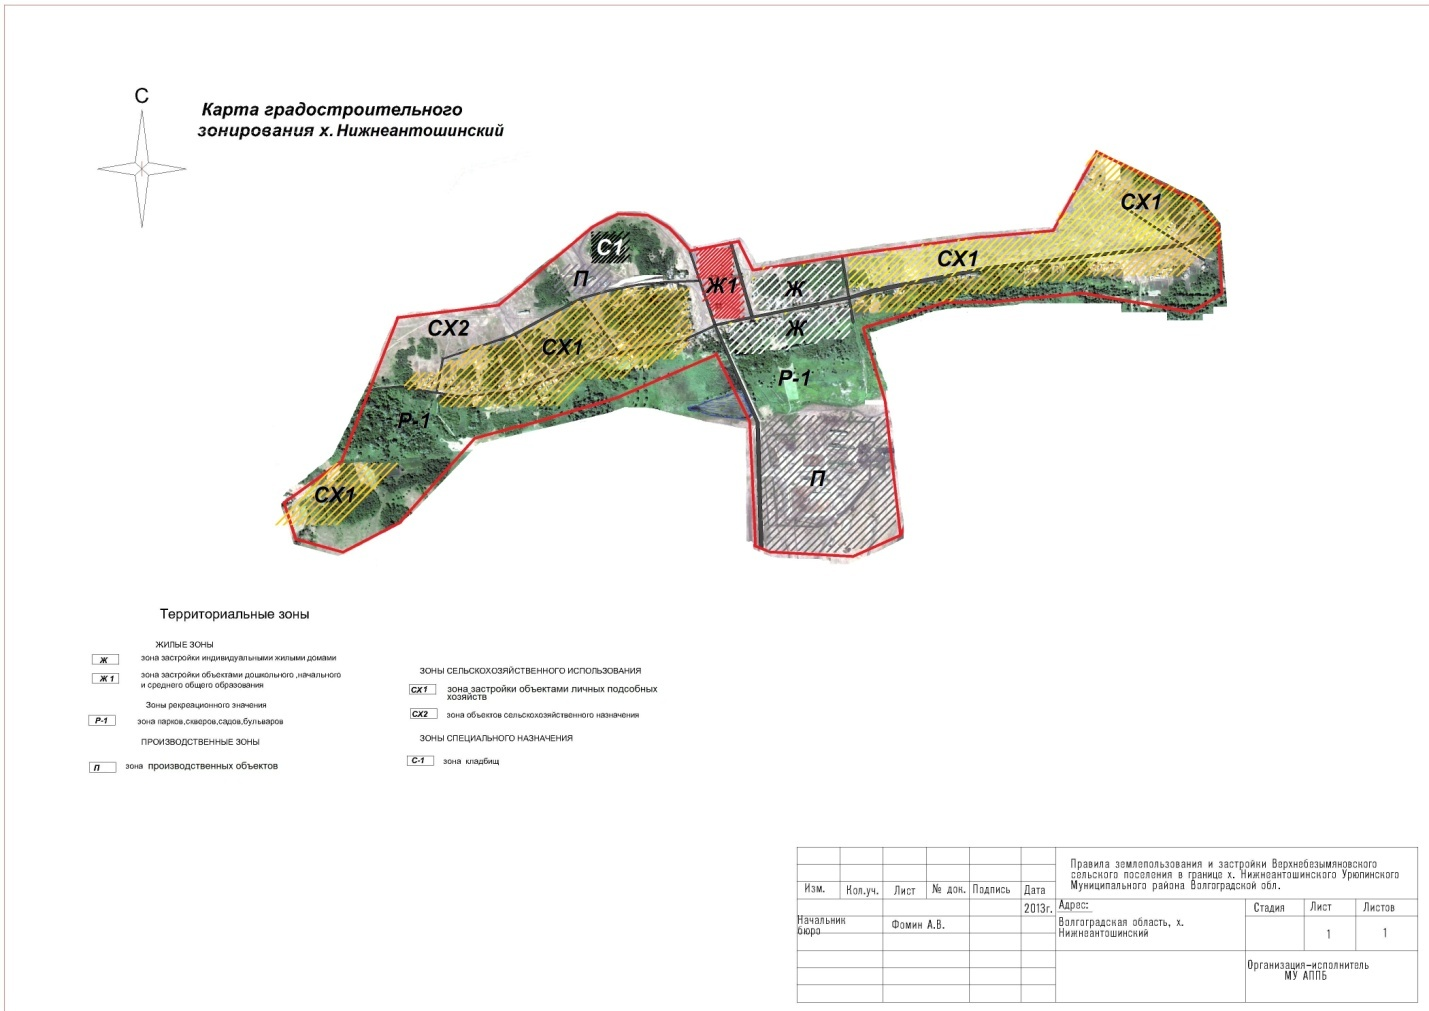 С
Карта градостроительного
зонирования х. Нижнеантошинский
СХ1
С1
СХ1
П
Ж1
Ж
СХ2
Ж
СХ1
Р-1
Р-1
П
СХ1
Территориальные зоны
ЖИЛЫЕ ЗОНЫ
Ж зона застройки индивидуальными жилыми домами
Ж 1 зона застройки объектами дошкольного ,начального
и среднего общего образования
Зоны рекреационного значения
Р-1 зона парков,скверов,садов,бульваров
ПРОИЗВОДСТВЕННЫЕ ЗОНЫ
П зона производственных объектов
ЗОНЫ СЕЛЬСКОХОЗЯЙСТВЕННОГО ИСПОЛЬЗОВАНИЯ
СХ1 зона застройки объектами личных подсобных
хозяйств
СХ2 зона объектов сельскохозяйственного назначения
ЗОНЫ СПЕЦИАЛЬНОГО НАЗНАЧЕНИЯ
С-1 зона кладбищ
Правила землепользования и застройки Верхнебезымяновского
сельского поселения в границе х. Нижнеантошинского Урюпинского
Муниципального района Волгоградской обл.
Изм. Кол.уч. Лист № док. Подпись Дата
2013г.
Адрес:
Стадия Лист Листов
Начальник
бюро
Фомин А.В.
Волгоградская область, х.
Нижнеантошинский
1 1
Организация-исполнитель
МУ АППБ